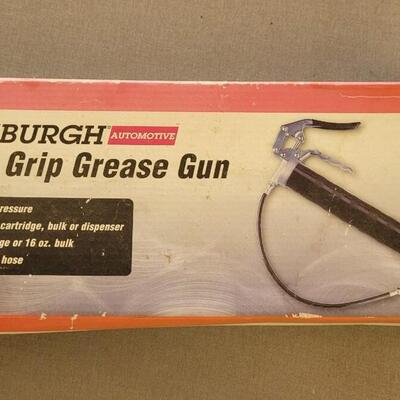 BURGH® AUTOMOTIVE
Grip Grease Gun
ressure
cartridge, bulk or dispenser
ge or 16 oz. bulk
hose